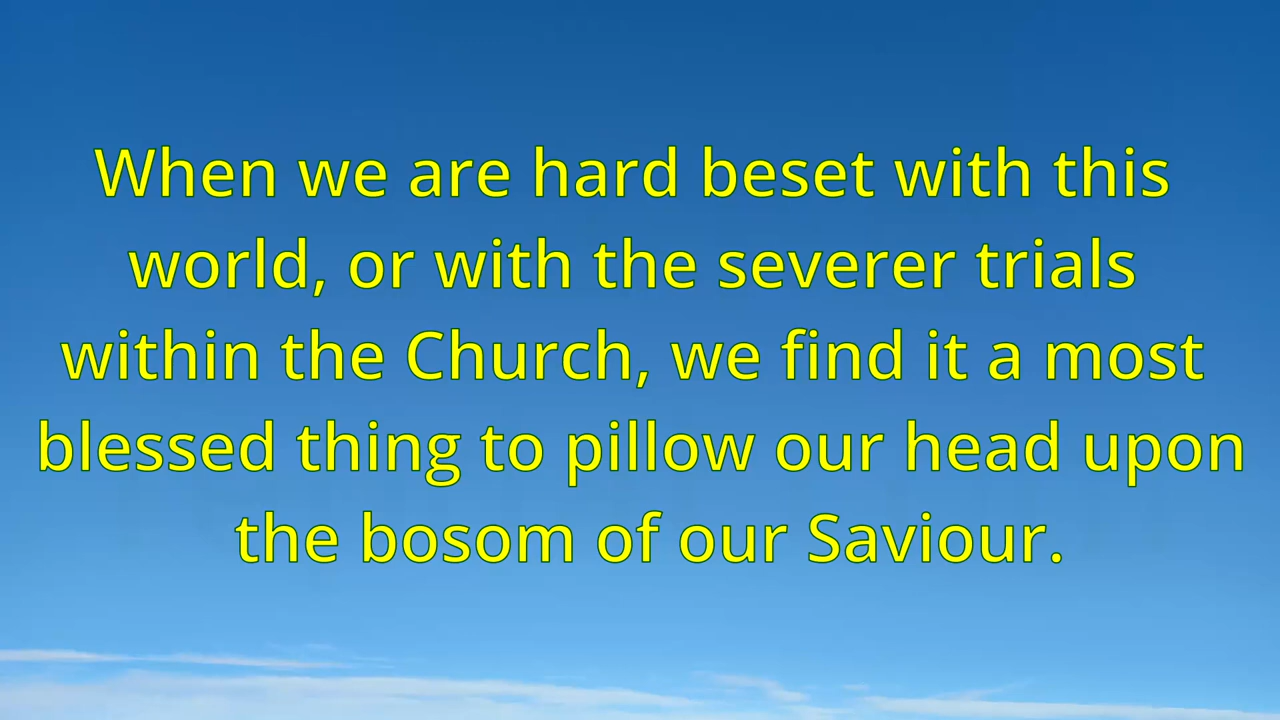 When we are hard beset with this
world, or with the severer trials
within the Church, we find it a most
blessed thing to pillow our head upon
the bosom of our Saviour.